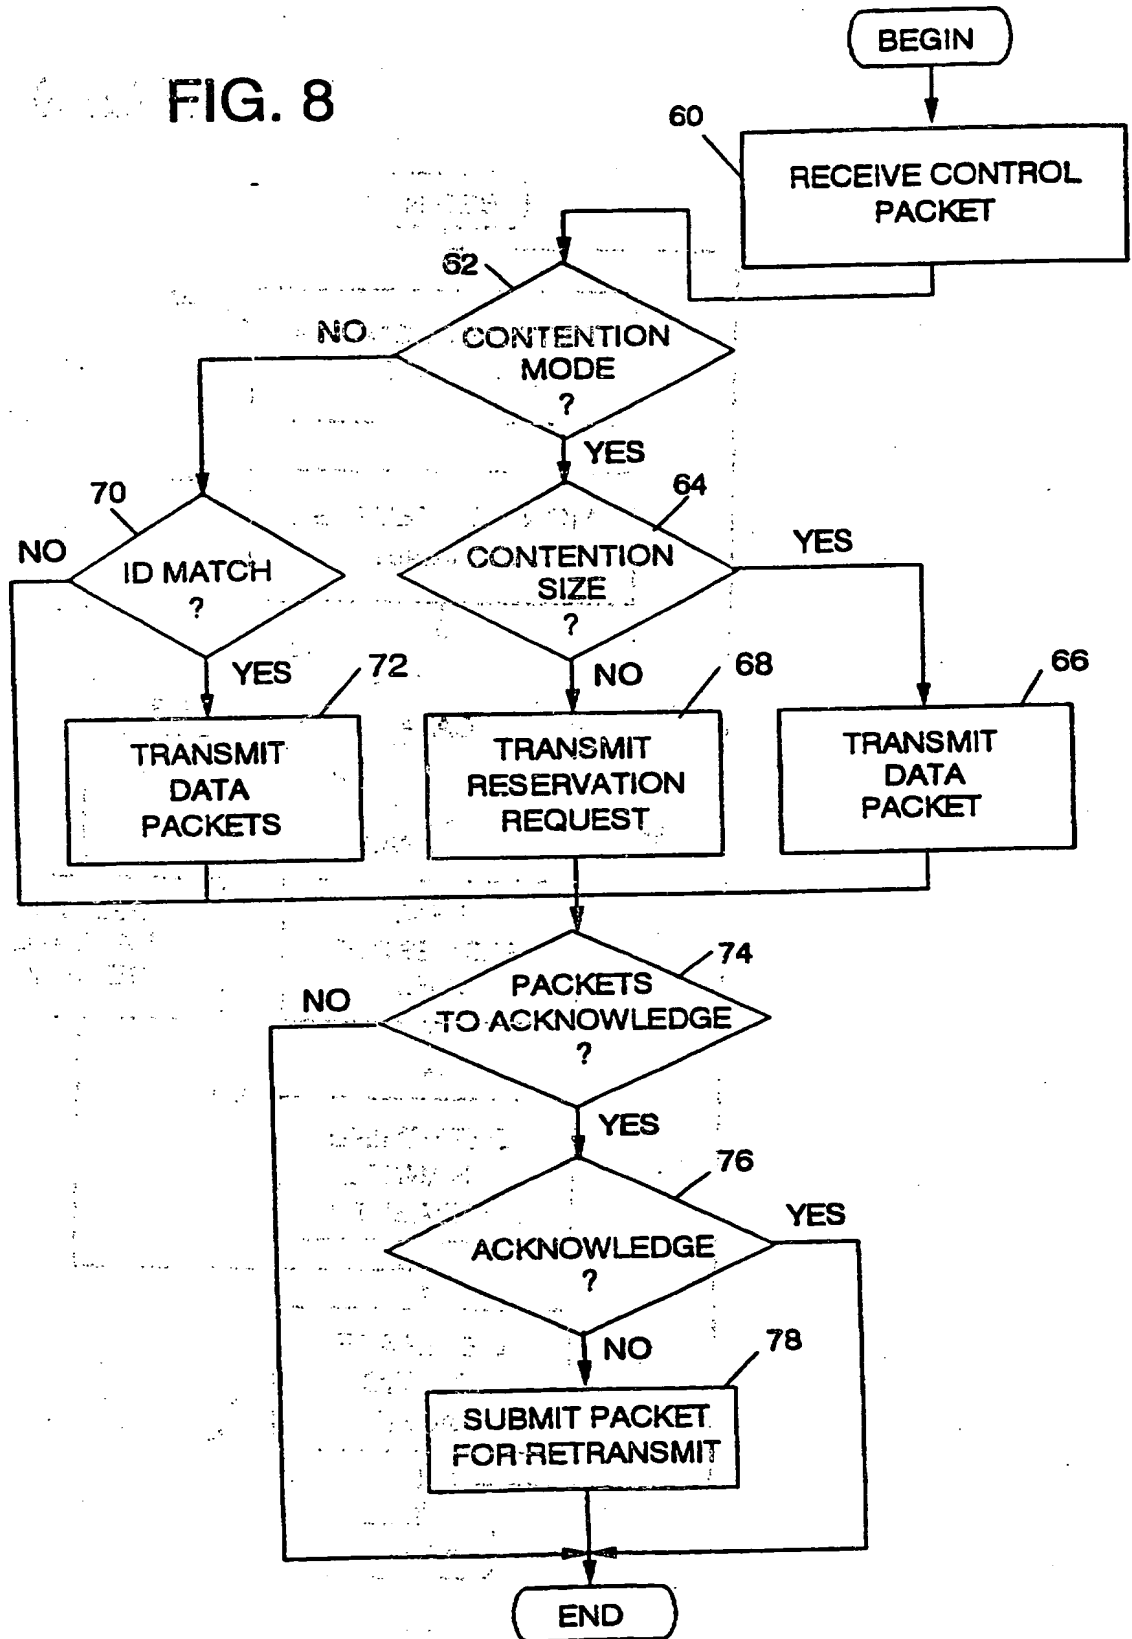 FIG. 8
BEGIN
60
RECEIVE CONTROL
PACKET
62
NO
CONTENTION
MODE
?
YES
70
64
NO
ID MATCH
?
CONTENTION
SIZE
?
YES
YES
72
NO
68
66
TRANSMIT
DATA
PACKETS
TRANSMIT
RESERVATION
REQUEST
TRANSMIT
DATA
PACKET
74
NO
PACKETS
TO ACKNOWLEDGE
?
YES
76
YES
ACKNOWLEDGE
?
NO
78
SUBMIT PACKET
FOR RETRANSMIT
END